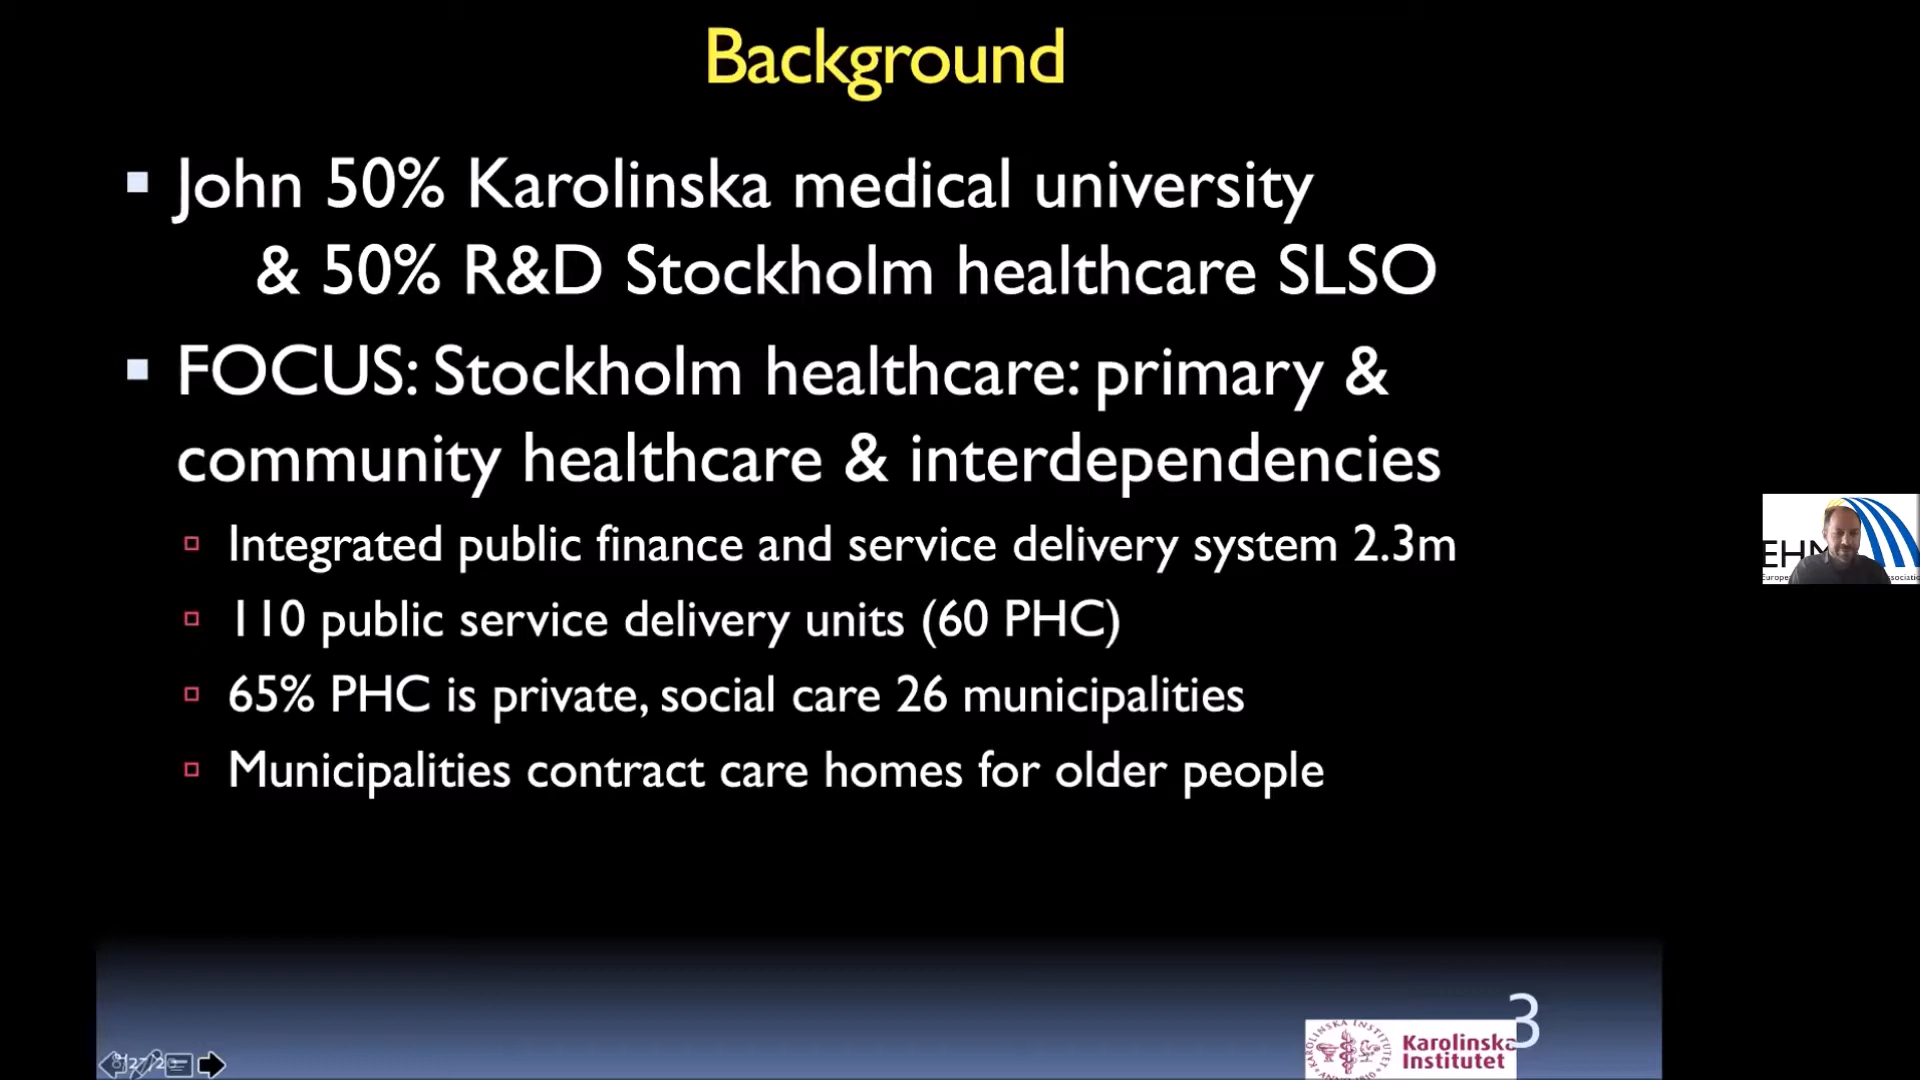 Background
John 50% Karolinska medical university
& 50% R&D Stockholm healthcare SLSO
FOCUS: Stockholm healthcare: primary &
community healthcare & interdependencies
Integrated public finance and service delivery system 2.3m
110 public service delivery units (60 PHC)
65% PHC is private, social care 26 municipalities
Municipalities contract care homes for older people
3
Karolinska
Institutet